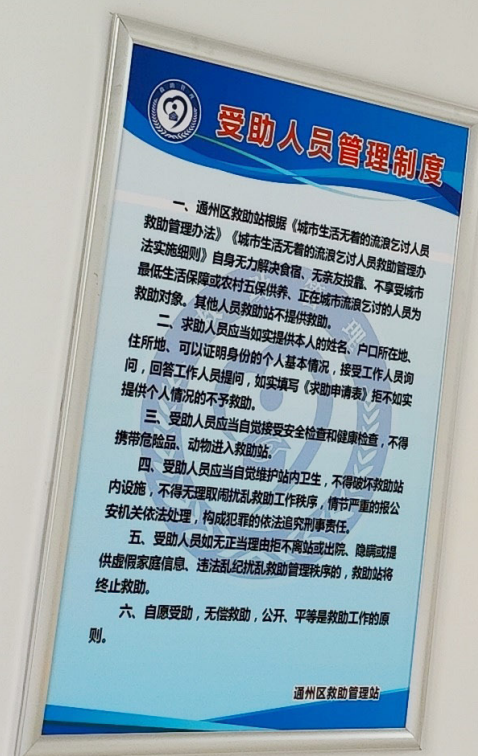 救助管理
受助人员管理制度
一、通州区救助站根据《城市生活无着的流浪乞讨人员
救助管理办法》《城市生活无着的流浪乞讨人员救助管理办
法实施细则》自身无力解决食宿、无亲友投靠、不享受城市
最低生活保障或农村五保供养、正在城市流浪乞讨的人员为
救助对象。其他人员救助站不提供救助。
二、求助人员应当如实提供本人的姓名、户口所在地、
住所地、可以证明身份的个人基本情况，接受工作人员询
问，回答工作人员提问，如实填写《求助申请表》拒不如实
提供个人情况的不予救助。
三、受助人员应当自觉接受安全检查和健康检查，不得
携带危险品、动物进入救助站。
四、受助人员应当自觉维护站内卫生，不得破坏救助站
内设施，不得无理取闹扰乱救助工作秩序，情节严重的报公
安机关依法处理，构成犯罪的依法追究刑事责任。
五、受助人员如无正当理由拒不离站或出院、隐瞒或提
供虚假家庭信息、违法乱纪扰乱救助管理秩序的，救助站将
终止救助。
六、自愿受助，无偿救助，公开、平等是救助工作的原
则。
通州区救助管理站